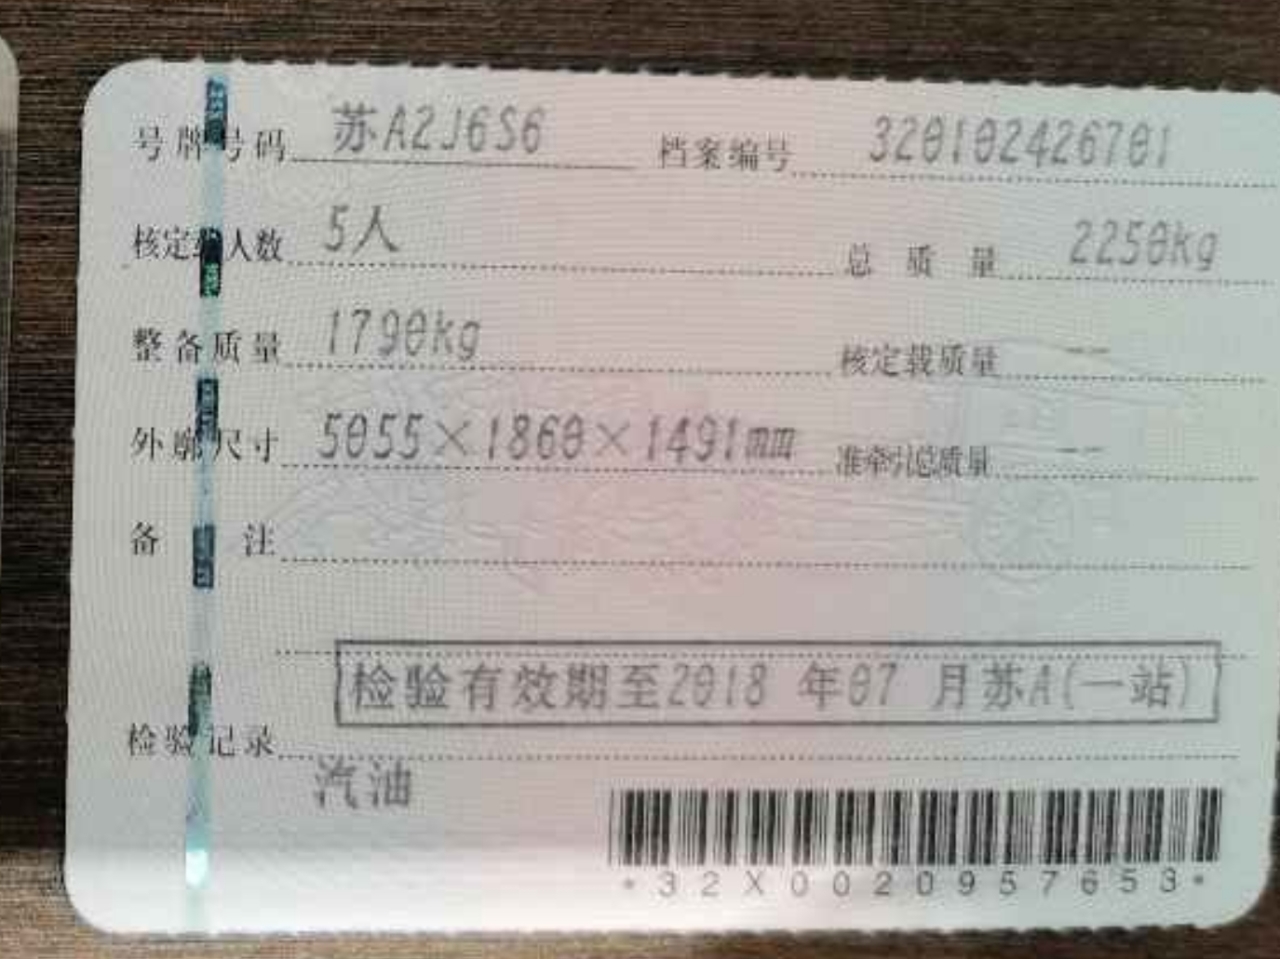 号牌号码 苏A2J6S6 档案编号 320102426701
核定载人数 5人 总质量 2250kg
整备质量 1790kg 核定载质量 --
外廓尺寸 5055×1860×1491mm 准牵引总质量 --
备注
检验有效期至2018 年07 月苏A(一站)
检验记录
汽油
*32X0020957653*